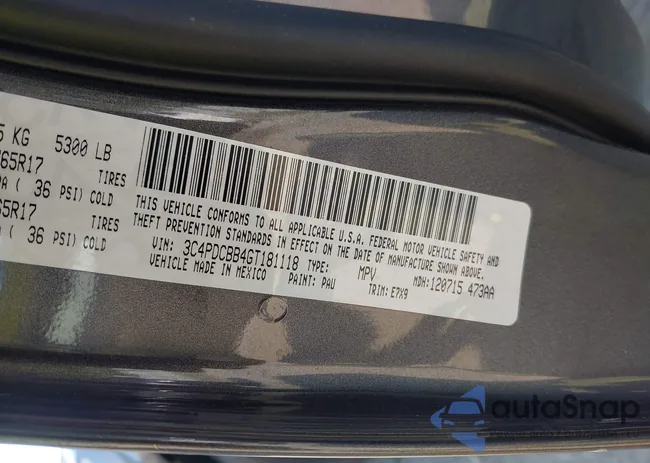 5 KG 5300 LB
65R17 TIRES
( 36 PSI) COLD
65R17 TIRES
( 36 PSI) COLD
THIS VEHICLE CONFORMS TO ALL APPLICABLE U.S.A. FEDERAL MOTOR VEHICLE SAFETY AND
THEFT PREVENTION STANDARDS IN EFFECT ON THE DATE OF MANUFACTURE SHOWN ABOVE.
VIN: 3C4PDCBB4GT181118 TYPE: MPV MDH:120715 473AA
VEHICLE MADE IN MEXICO PAINT: PAU TRIM: E7X9
autoSnap